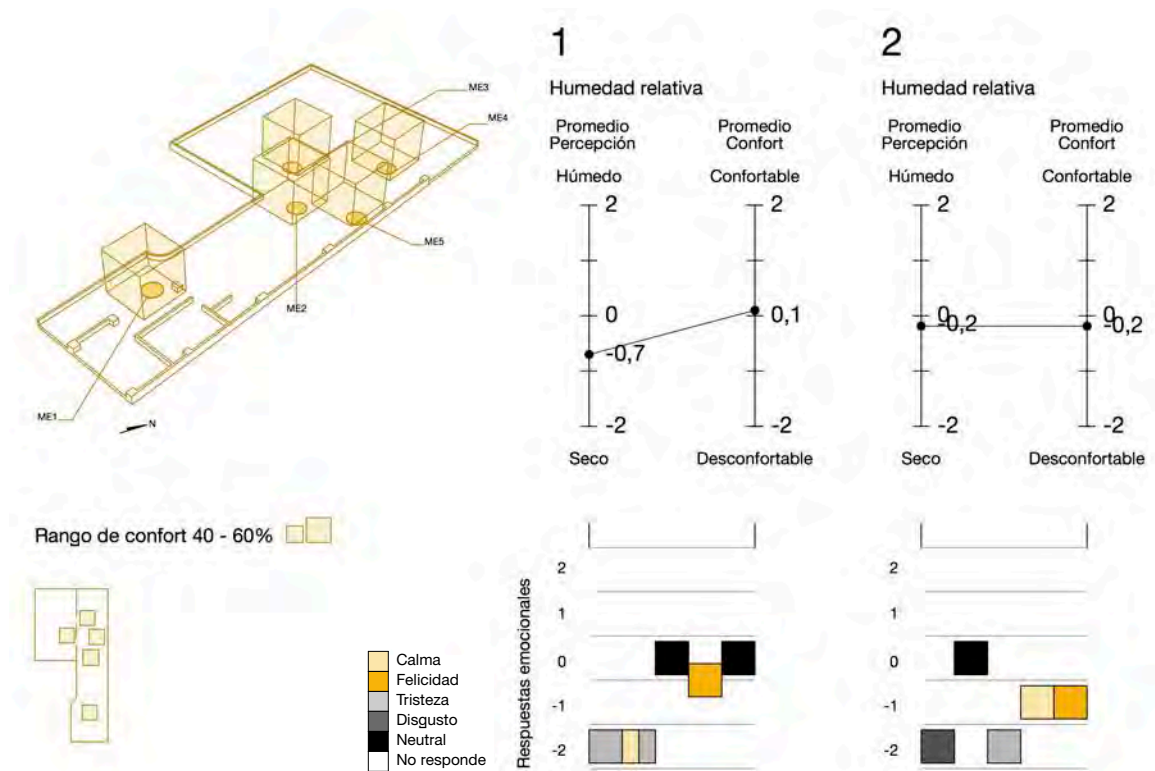 ME3
ME4
ME5
ME2
ME1
N
Rango de confort 40 - 60%
1
Humedad relativa
Promedio
Percepción
Promedio
Confort
Húmedo
Confortable
2
2
0
0,1
-0,7
-2
-2
Seco
Desconfortable
2
Humedad relativa
Promedio
Percepción
Promedio
Confort
Húmedo
Confortable
2
2
0
0
-0,2
-0,2
-2
-2
Seco
Desconfortable
Calma
Felicidad
Tristeza
Disgusto
Neutral
No responde
Respuestas emocionales
2
1
0
-1
-2
2
1
0
-1
-2